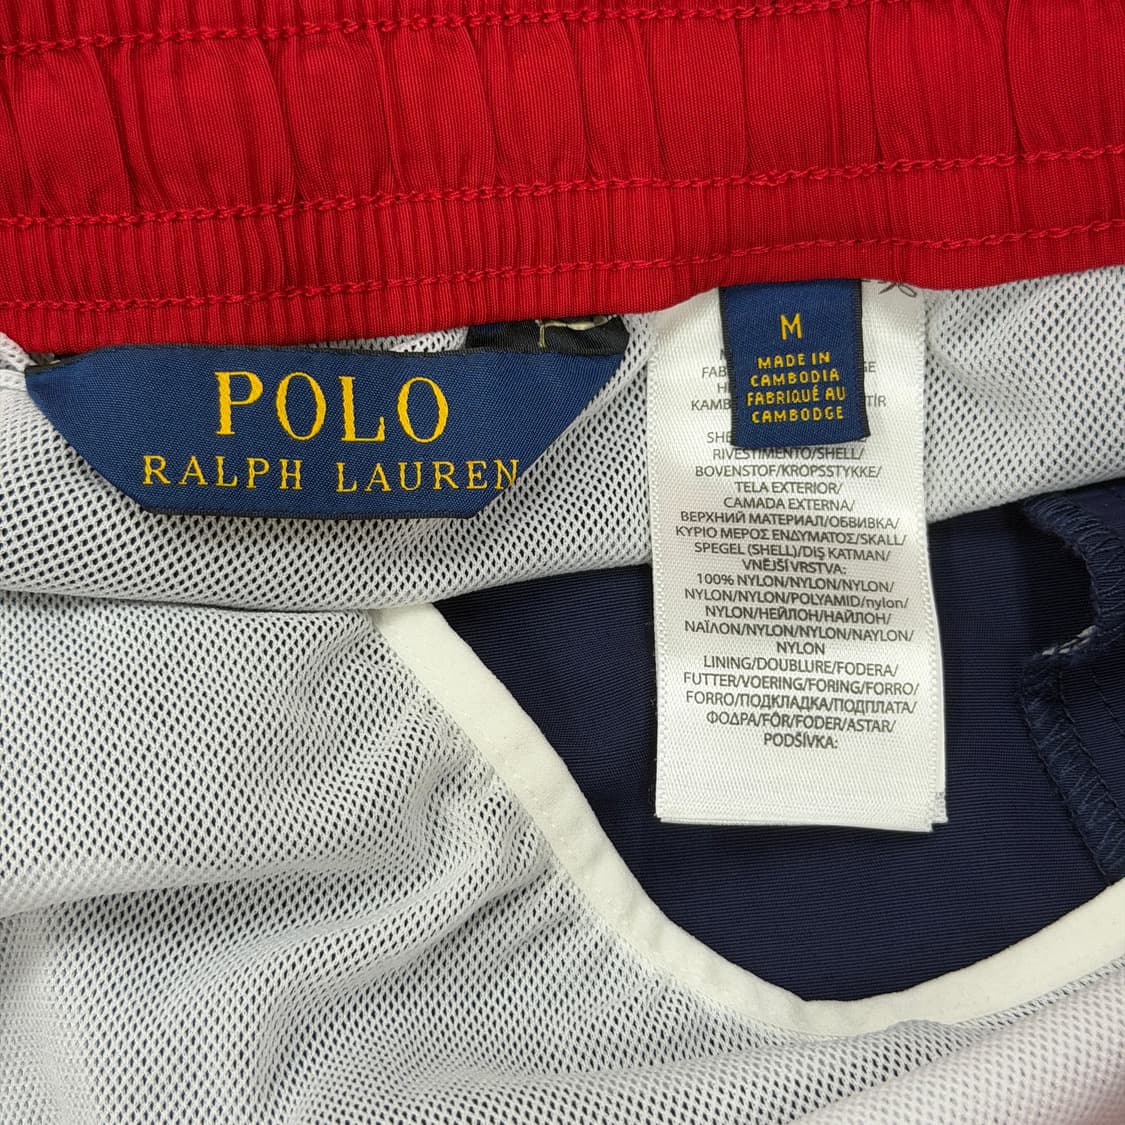 POLO
RALPH LAUREN
M
MADE IN
CAMBODIA
FABRIQUÉ AU
CAMBODGE
RIVESTIMENTO/SHELL/
BOVENSTOF/KROPSSTYKKE/
TELA EXTERIOR/
CAMADA EXTERNA/
ВЕРХНИЙ МАТЕРИАЛ/ОБВИВКА/
ΚΥΡΙΟ ΜΕΡΟΣ ΕΝΔΥΜΑΤΟΣ/SKALL/
SPEGEL (SHELL)/DIŞ KATMAN/
VNĚJŠÍ VRSTVA:
100% NYLON/NYLON/NYLON/
NYLON/NYLON/POLYAMID/nylon/
NYLON/НЕЙЛОН/НАЙЛОН/
ΝΑΪΛΟΝ/NYLON/NYLON/NAYLON/
NYLON
LINING/DOUBLURE/FODERA/
FUTTER/VOERING/FORING/FORRO/
FORRO/ПОДКЛАДКА/ПОДПЛАТА/
ΦΟΔΡΑ/FÔR/FODER/ASTAR/
PODŠÍVKA: